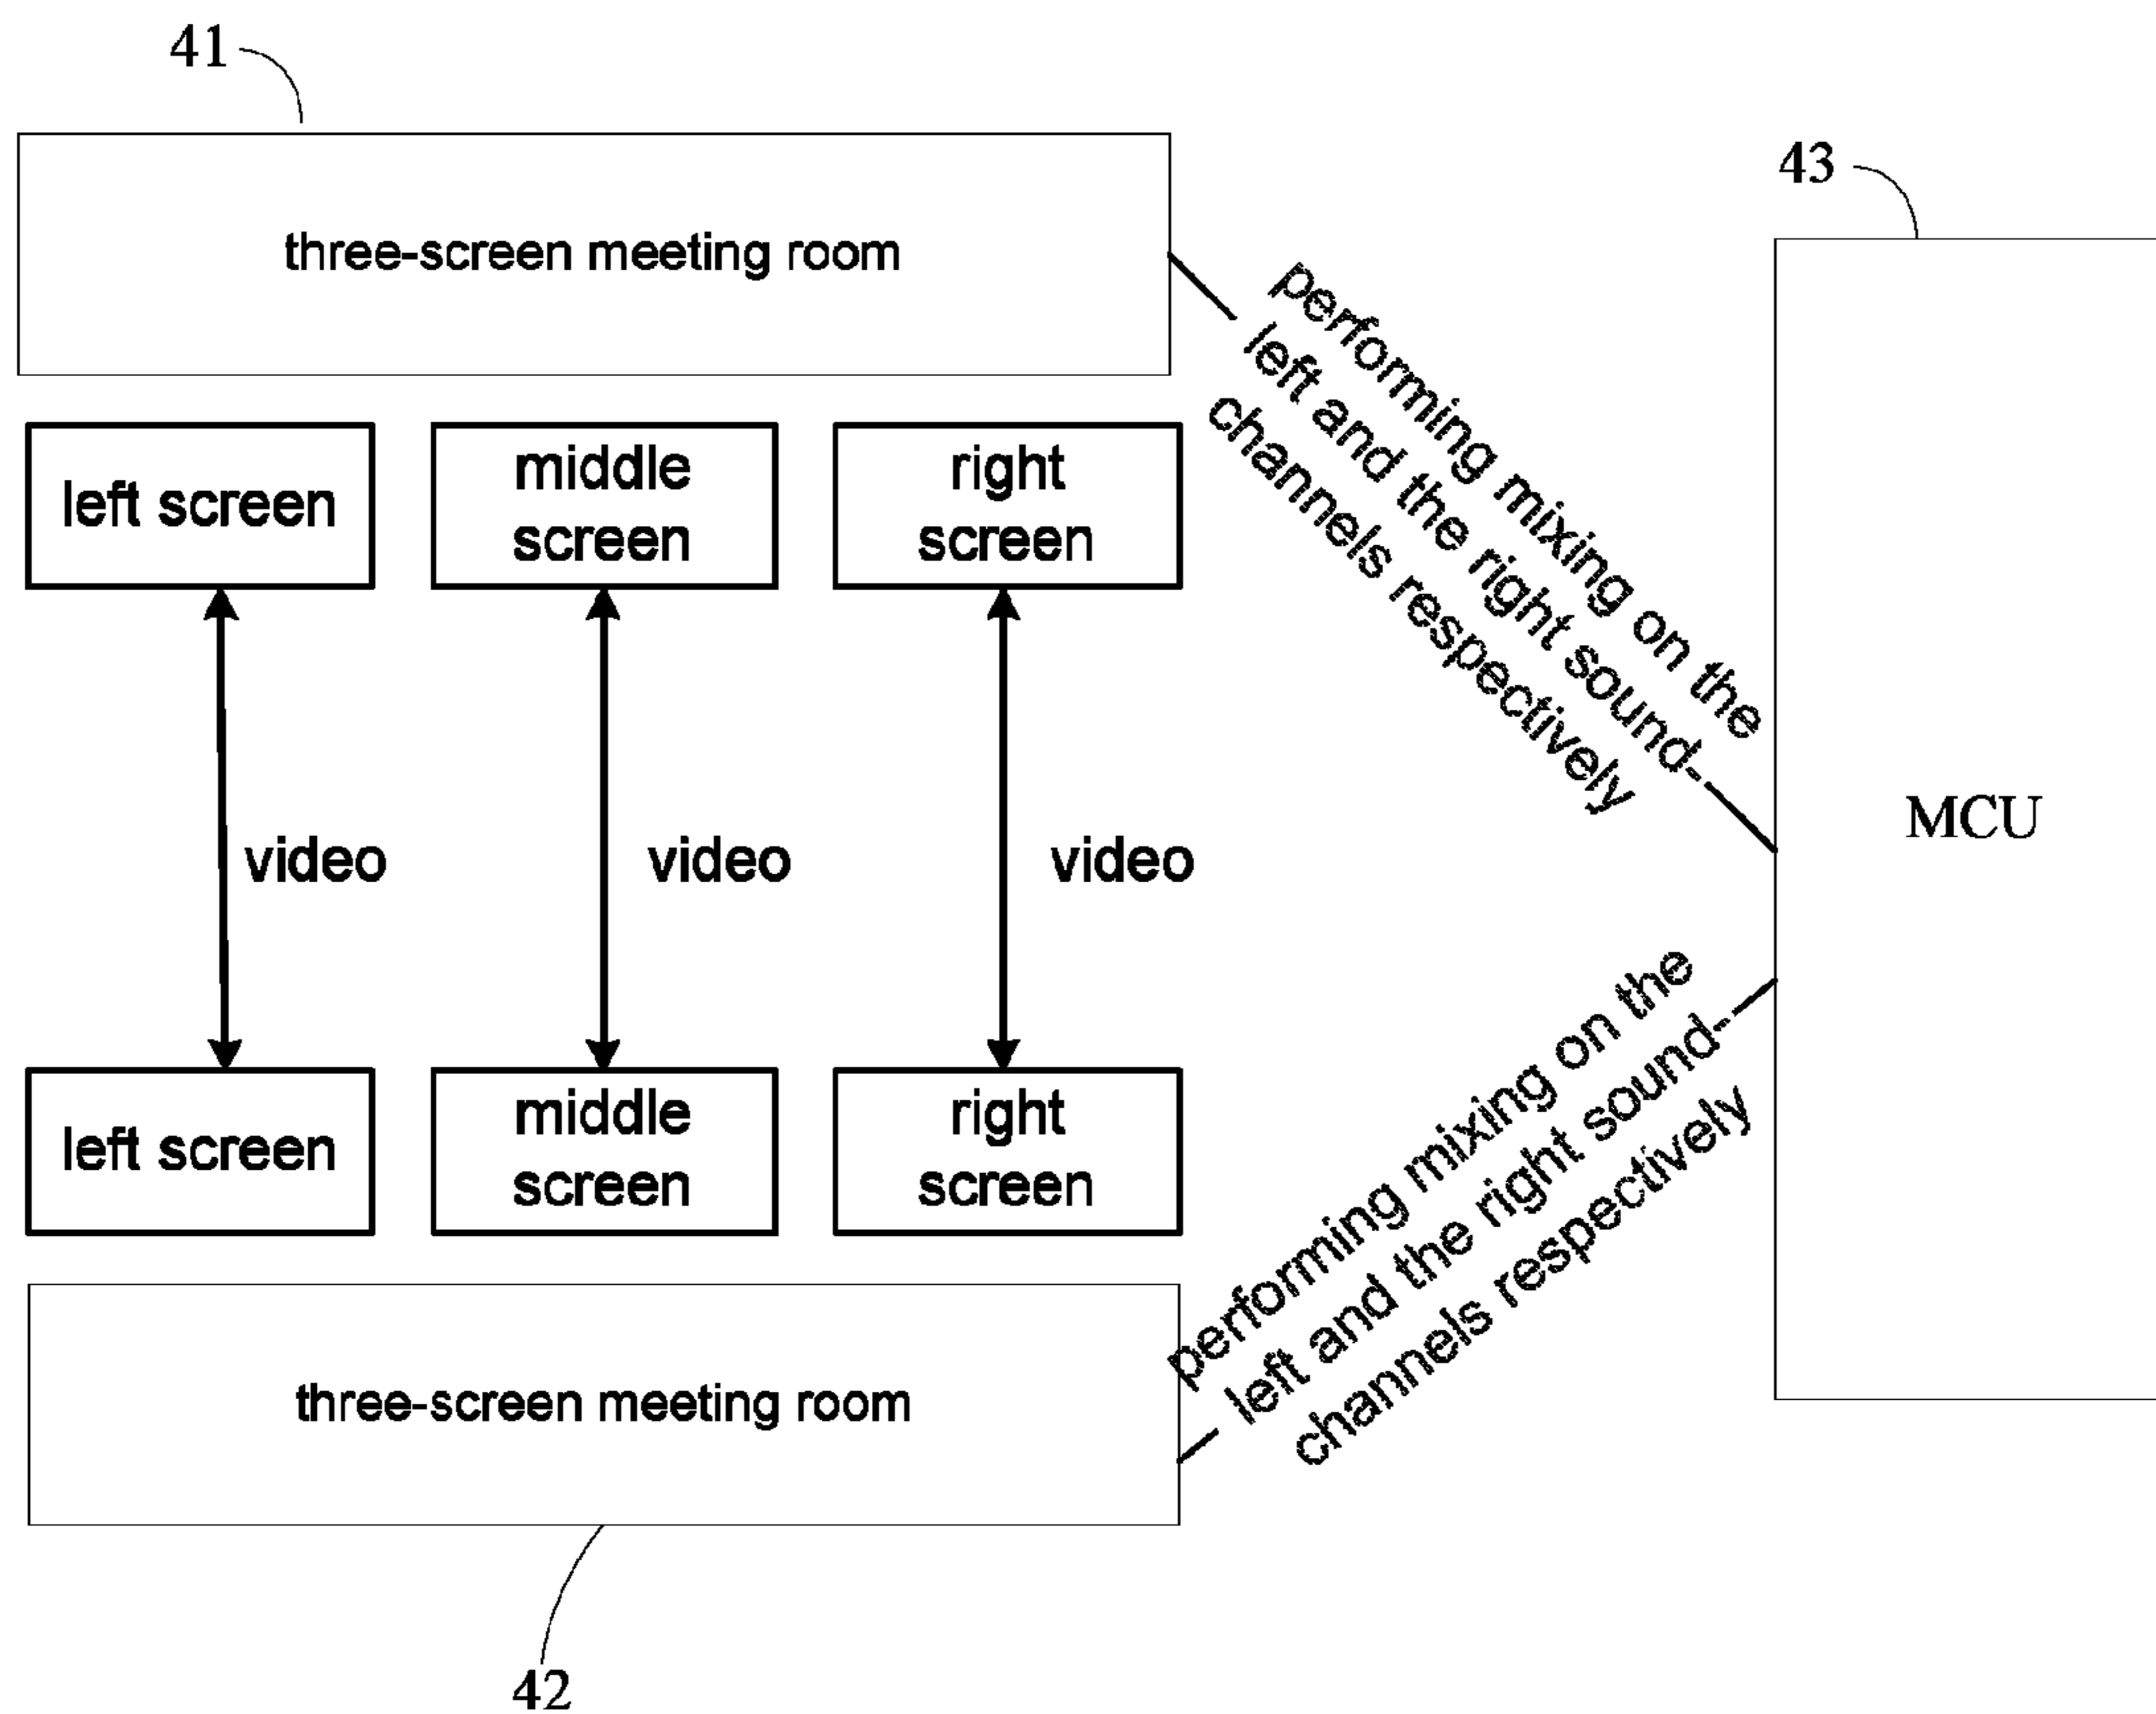 41
43
three-screen meeting room
performing mixing on the
left and the right sound
channels respectively
left screen
middle
screen
right
screen
MCU
video
video
video
left screen
middle
screen
right
screen
performing mixing on the
left and the right sound
channels respectively
three-screen meeting room
42